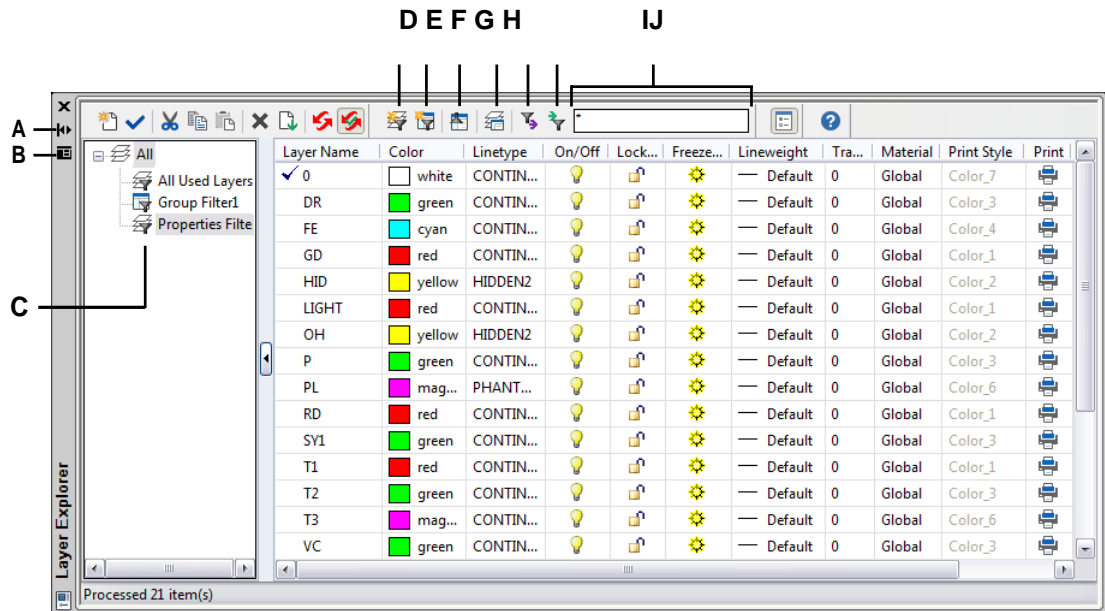 D E F G H IJ
A
B
C
All
All Used Layers
Group Filter1
Properties Filte
*
Layer Name Color Linetype On/Off Lock... Freeze... Lineweight Tra... Material Print Style Print
0 white CONTIN... Default 0 Global Color_7
DR green CONTIN... Default 0 Global Color_3
FE cyan CONTIN... Default 0 Global Color_4
GD red CONTIN... Default 0 Global Color_1
HID yellow HIDDEN2 Default 0 Global Color_2
LIGHT red CONTIN... Default 0 Global Color_1
OH yellow HIDDEN2 Default 0 Global Color_2
P green CONTIN... Default 0 Global Color_3
PL mag... PHANT... Default 0 Global Color_6
RD red CONTIN... Default 0 Global Color_1
SY1 green CONTIN... Default 0 Global Color_3
T1 red CONTIN... Default 0 Global Color_1
T2 green CONTIN... Default 0 Global Color_3
T3 mag... CONTIN... Default 0 Global Color_6
VC green CONTIN... Default 0 Global Color_3
Layer Explorer
Processed 21 item(s)